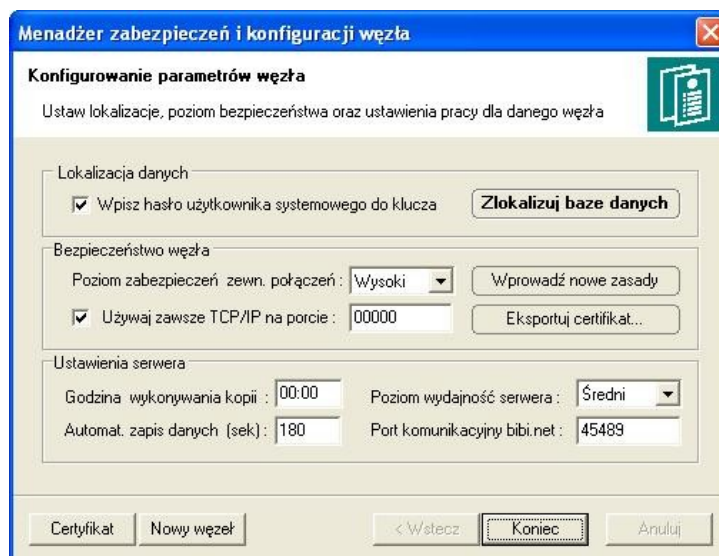 Menadżer zabezpieczeń i konfiguracji węzła
Konfigurowanie parametrów węzła
Ustaw lokalizacje, poziom bezpieczeństwa oraz ustawienia pracy dla danego węzła
Lokalizacja danych
Wpisz hasło użytkownika systemowego do klucza Zlokalizuj baze danych
Bezpieczeństwo węzła
Poziom zabezpieczeń zewn. połączeń : Wysoki Wprowadź nowe zasady
Używaj zawsze TCP/IP na porcie : 00000 Eksportuj certifikat...
Ustawienia serwera
Godzina wykonywania kopii : 00:00 Poziom wydajność serwera : Średni
Automat. zapis danych (sek) : 180 Port komunikacyjny bibi.net : 45489
Certyfikat Nowy węzeł < Wstecz Koniec Anuluj